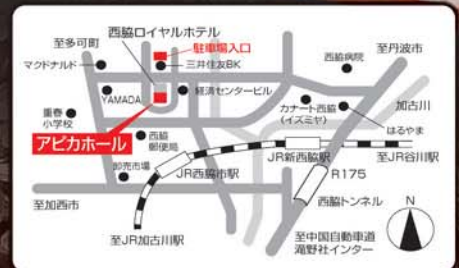 至多可町
西脇ロイヤルホテル
駐車場入口
マクドナルド
三井住友BK
西脇病院
至丹波市
YAMADA
経済センタービル
カナート西脇
(イズミヤ)
加古川
重春
小学校
アピカホール
西脇
郵便局
はるやま
卸売市場
JR西脇市駅
JR新西脇駅
至JR谷川駅
R175
至加西市
西脇トンネル
至JR加古川駅
至中国自動車道
滝野社インター
N